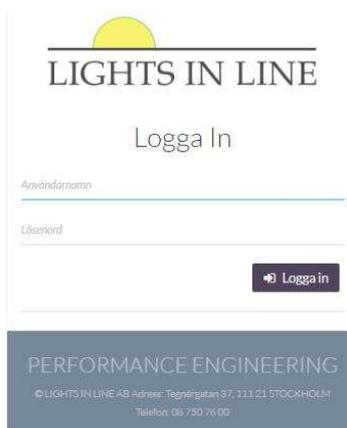 LIGHTS IN LINE
Logga In
Användarnamn
Lösenord
Logga in
PERFORMANCE ENGINEERING
© LIGHTS IN LINE AB Adress: Tegnérgatan 37, 111 21 STOCKHOLM
Telefon: 08 750 76 00